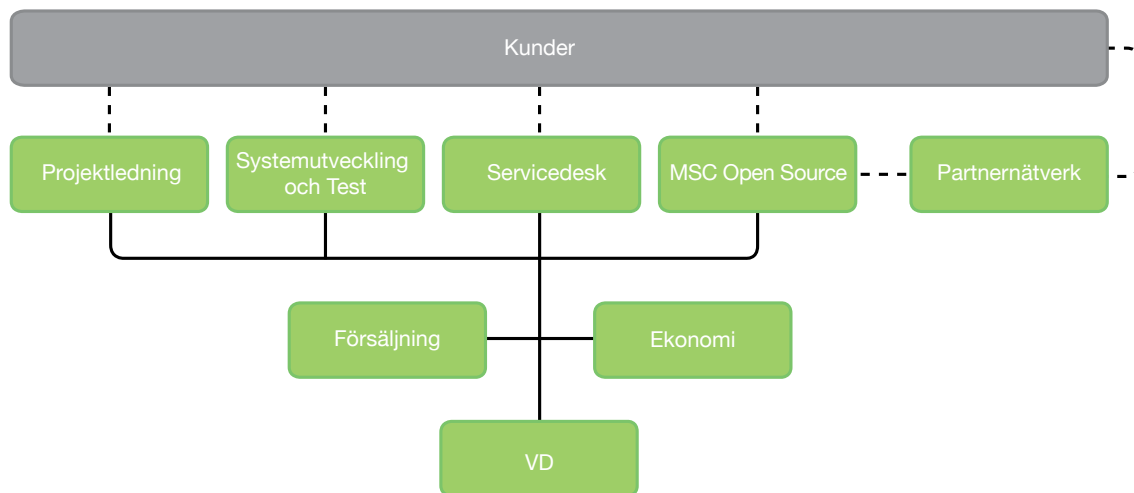 Kunder
Projektledning
Systemutveckling
och Test
Servicedesk
MSC Open Source
Partnernätverk
Försäljning
Ekonomi
VD